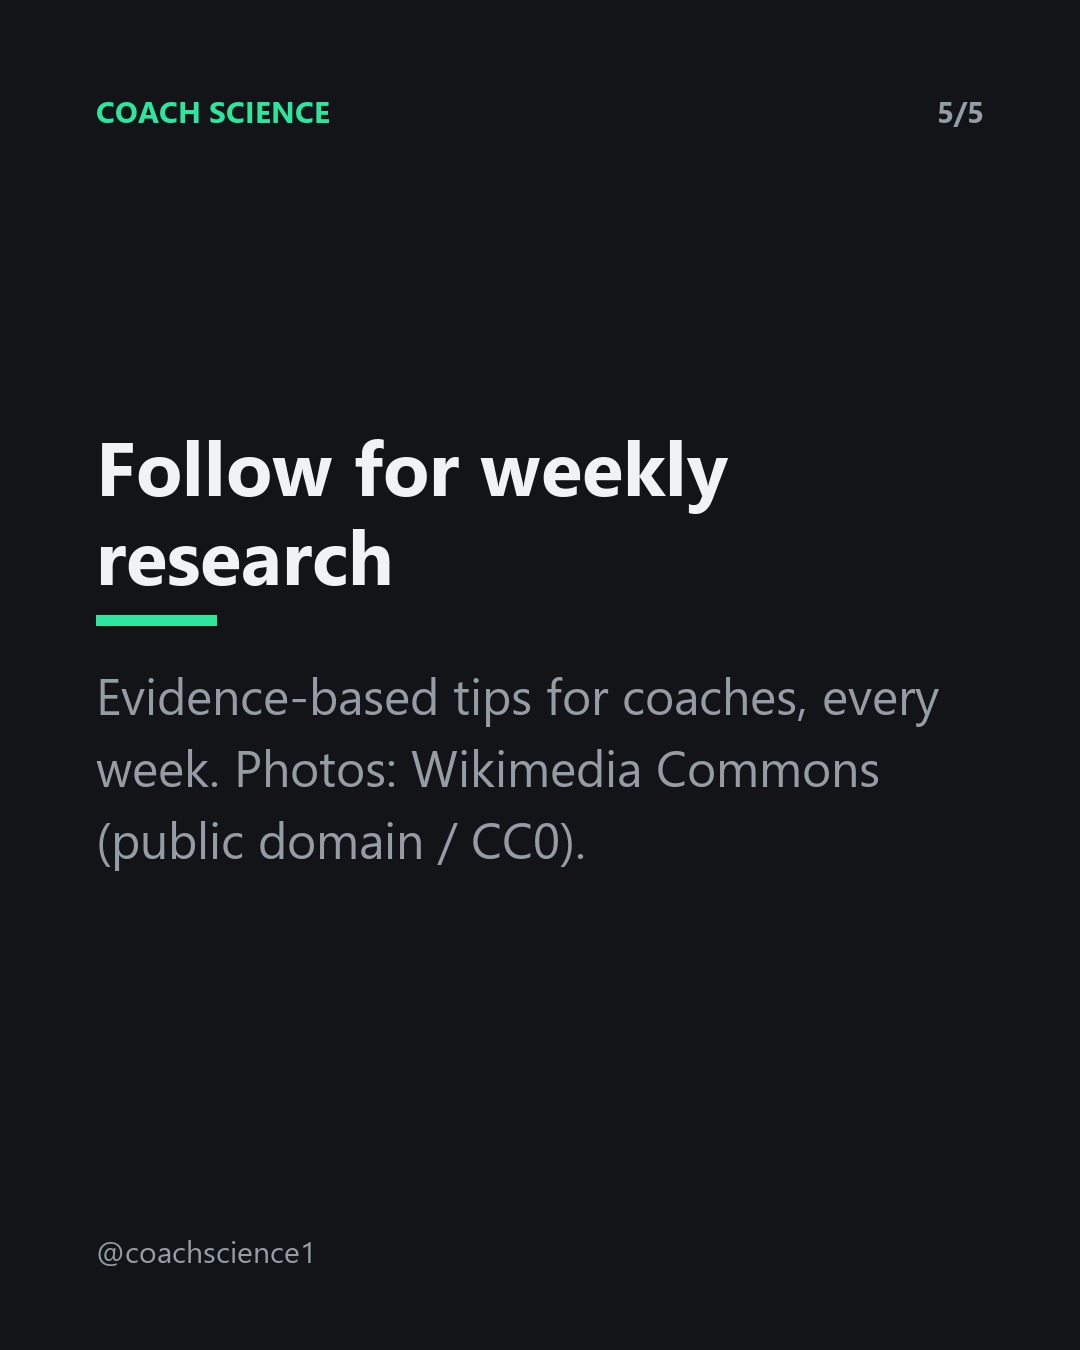 COACH SCIENCE
5/5
Follow for weekly
research
Evidence-based tips for coaches, every
week. Photos: Wikimedia Commons
(public domain / CC0).
@coachscience1